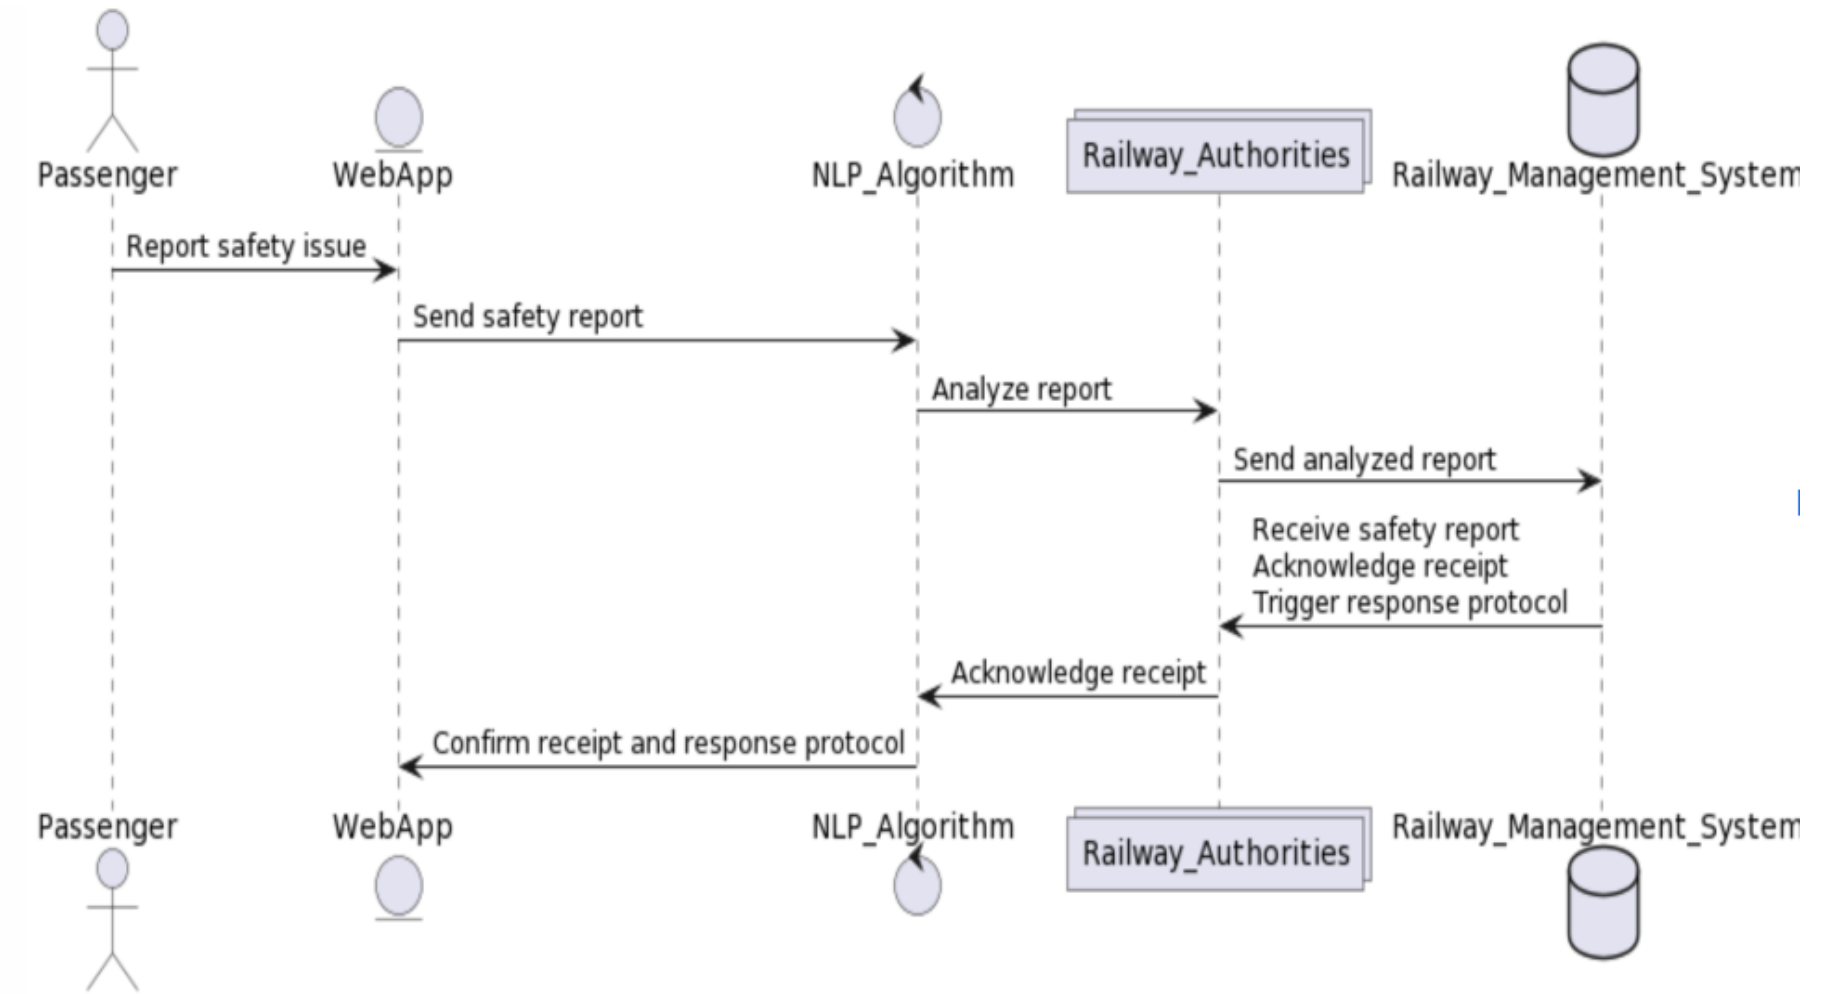 Passenger
WebApp
NLP_Algorithm
Railway_Authorities
Railway_Management_System
Report safety issue
Send safety report
Analyze report
Send analyzed report
Receive safety report
Acknowledge receipt
Trigger response protocol
Acknowledge receipt
Confirm receipt and response protocol
Passenger
WebApp
NLP_Algorithm
Railway_Authorities
Railway_Management_System